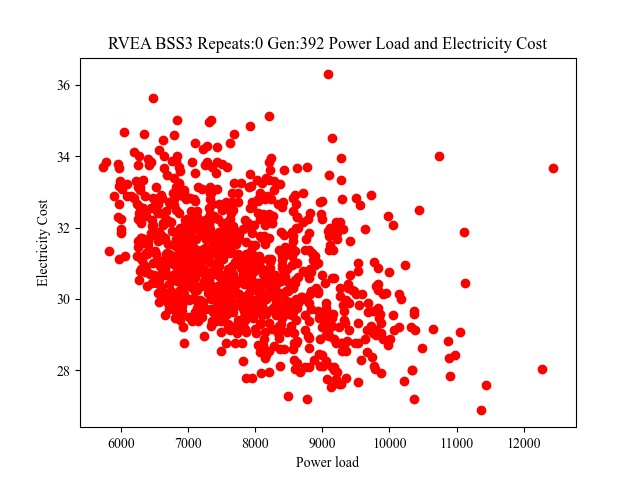 RVEA BSS3 Repeats:0 Gen:392 Power Load and Electricity Cost
36
34
32
30
28
Electricity Cost
6000 7000 8000 9000 10000 11000 12000
Power load